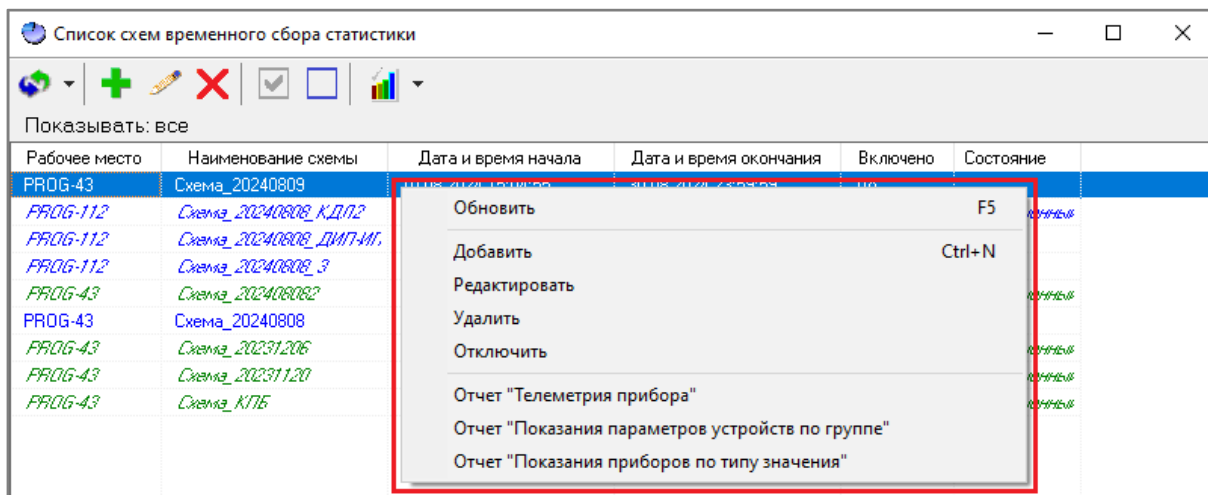 Список схем временного сбора статистики
Показывать: все
Рабочее место Наименование схемы Дата и время начала Дата и время окончания Включено Состояние
PROG-43 Схема_20240809
PROG-112 Схема_20240808_КДЛ2
PROG-112 Схема_20240808_ДИП-ИП
PROG-112 Схема_20240808_3
PROG-43 Схема_202408082
PROG-43 Схема_20240808
PROG-43 Схема_20231206
PROG-43 Схема_20231120
PROG-43 Схема_КПБ
Обновить F5
Добавить Ctrl+N
Редактировать
Удалить
Отключить
Отчет "Телеметрия прибора"
Отчет "Показания параметров устройств по группе"
Отчет "Показания приборов по типу значения"